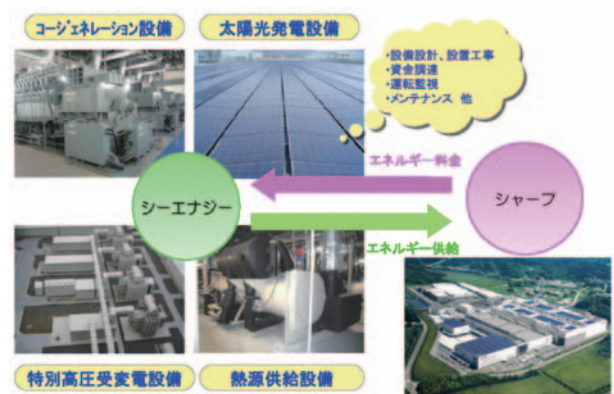 コージェネレーション設備
太陽光発電設備
・設備設計、設置工事
・資金調達
・運転監視
・メンテナンス 他
エネルギー料金
シーエナジー
シャープ
エネルギー供給
特別高圧受変電設備
熱源供給設備